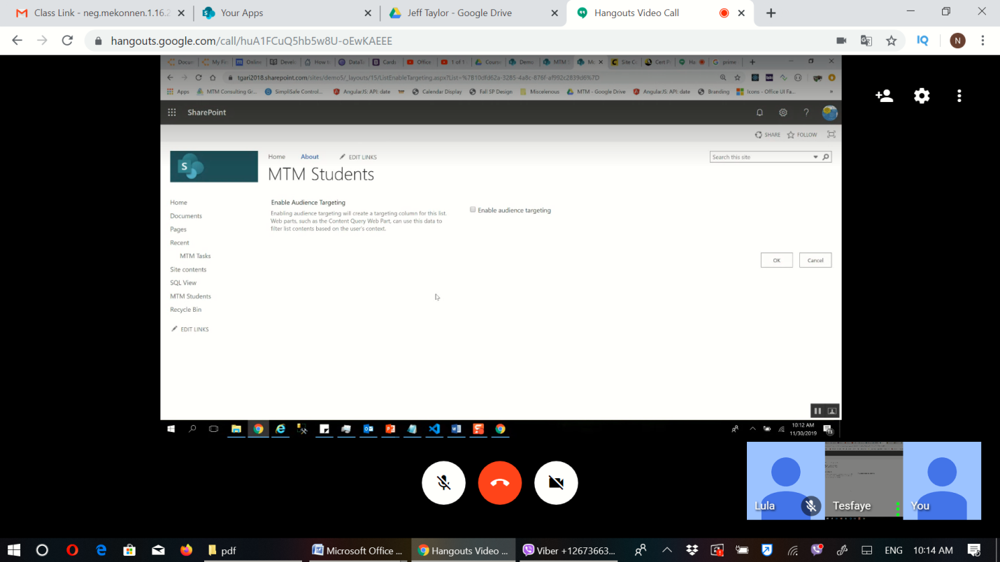 Class Link - neg.mekonnen.1.16.2
Your Apps
Jeff Taylor - Google Drive
Hangouts Video Call
hangouts.google.com/call/huA1FCuQ5hb5w8U-oEwKAEEE
IQ
N
Docun
My Fi
Online
Develo
How to
DataTa
Cards
Office
1 of 1
Cours
Demo
MTM
Mo
Site C
Cert P
Ha
prime
tgari2018.sharepoint.com/sites/demo5/_layouts/15/ListEnableTargeting.aspx?List=%7B10dfd62a-3285-4a8c-876f-af992c2839d6%7D
Apps
MTM Consulting Gr...
SimpliSafe Control...
AngularJS: API: date
Calendar Display
Fall SP Design
Miscelenous
MTM - Google Drive
AngularJS: API: date
Branding
Icons - Office UI Fa...
»
SharePoint
?
SHARE
FOLLOW
S
Home
About
EDIT LINKS
Search this site
MTM Students
Home
Documents
Pages
Recent
MTM Tasks
Site contents
SQL View
MTM Students
Recycle Bin
EDIT LINKS
Enable Audience Targeting
Enabling audience targeting will create a targeting column for this list.
Web parts, such as the Content Query Web Part, can use this data to
filter list contents based on the user's context.
Enable audience targeting
OK
Cancel
10:12 AM
11/30/2019
13
Lula
Tesfaye
You
pdf
Microsoft Office ...
Hangouts Video ...
Viber +12673663...
ENG
10:14 AM